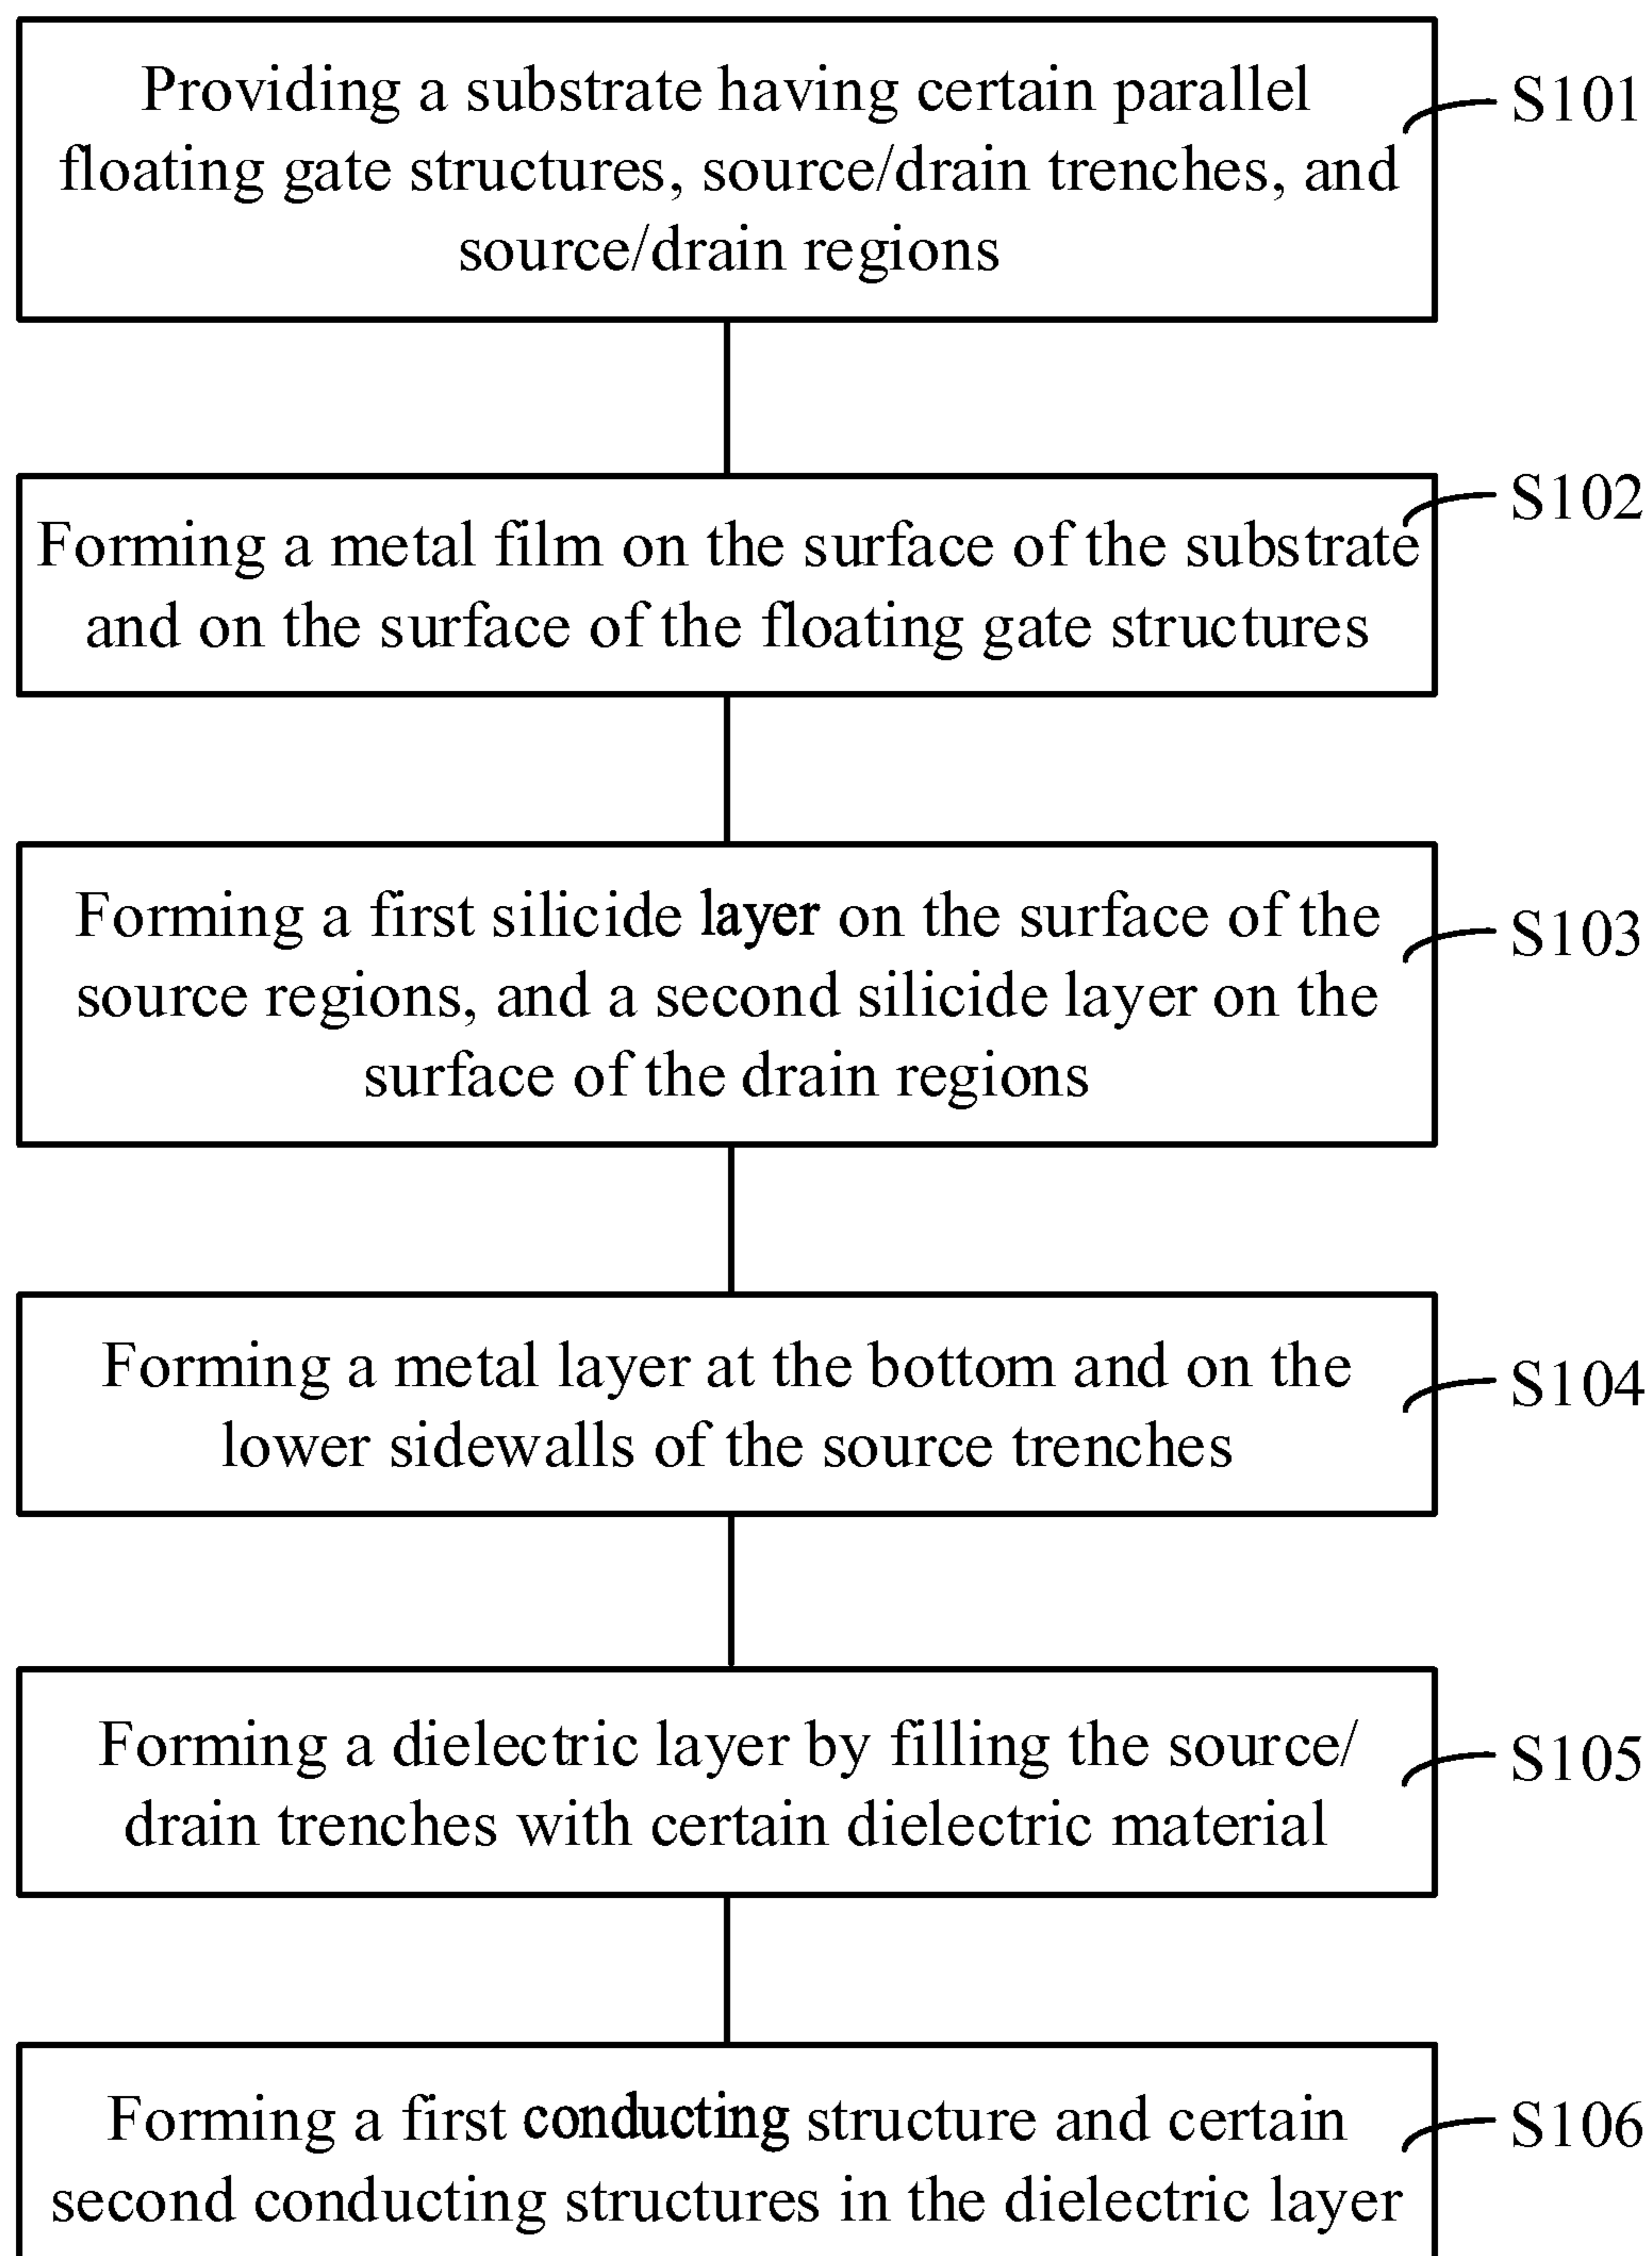 Providing a substrate having certain parallel
floating gate structures, source/drain trenches, and
source/drain regions
S101
Forming a metal film on the surface of the substrate
and on the surface of the floating gate structures
S102
Forming a first silicide layer on the surface of the
source regions, and a second silicide layer on the
surface of the drain regions
S103
Forming a metal layer at the bottom and on the
lower sidewalls of the source trenches
S104
Forming a dielectric layer by filling the source/
drain trenches with certain dielectric material
S105
Forming a first conducting structure and certain
second conducting structures in the dielectric layer
S106